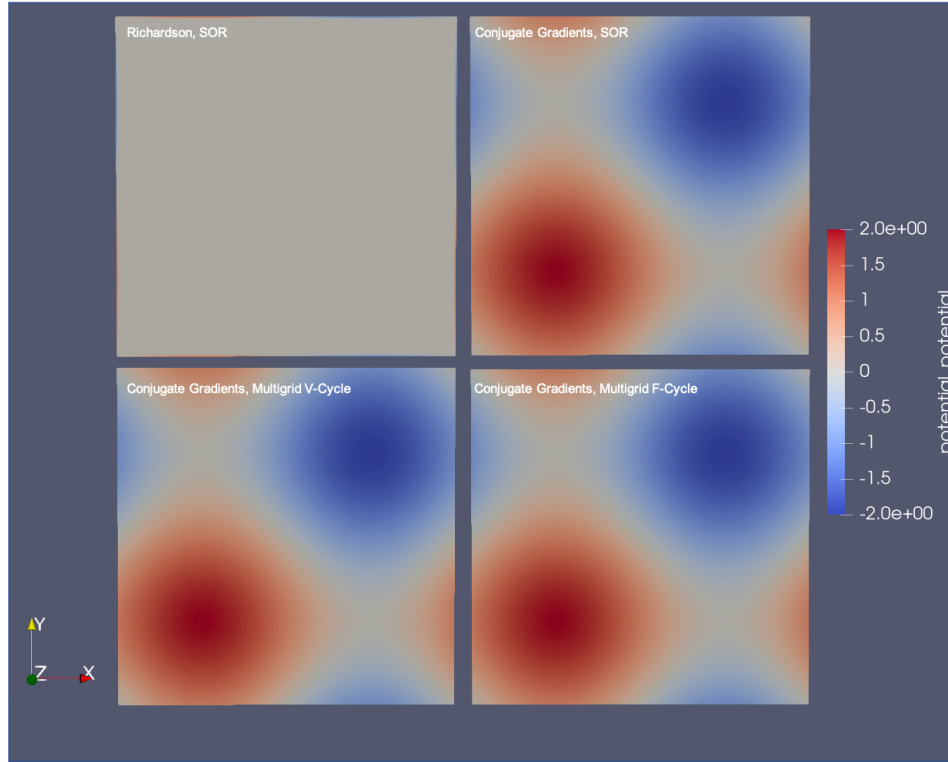 Richardson, SOR
Conjugate Gradients, SOR
2.0e+00
1.5
1
0.5
0
-0.5
-1
-1.5
-2.0e+00
potential_potential
Conjugate Gradients, Multigrid V-Cycle
Conjugate Gradients, Multigrid F-Cycle
Y
Z
X